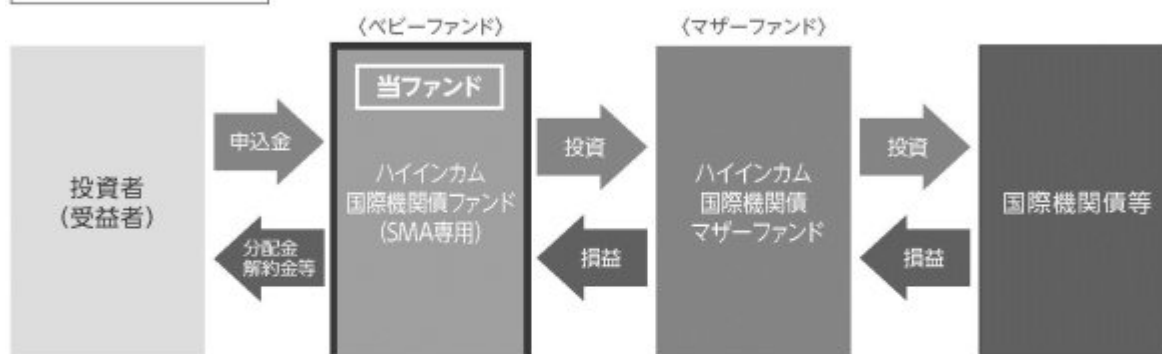 〈ベビーファンド〉
〈マザーファンド〉
投資者
(受益者)
申込金
分配金
解約金等
当ファンド
ハイインカム
国際機関債ファンド
(SMA専用)
投資
損益
ハイインカム
国際機関債
マザーファンド
投資
損益
国際機関債等